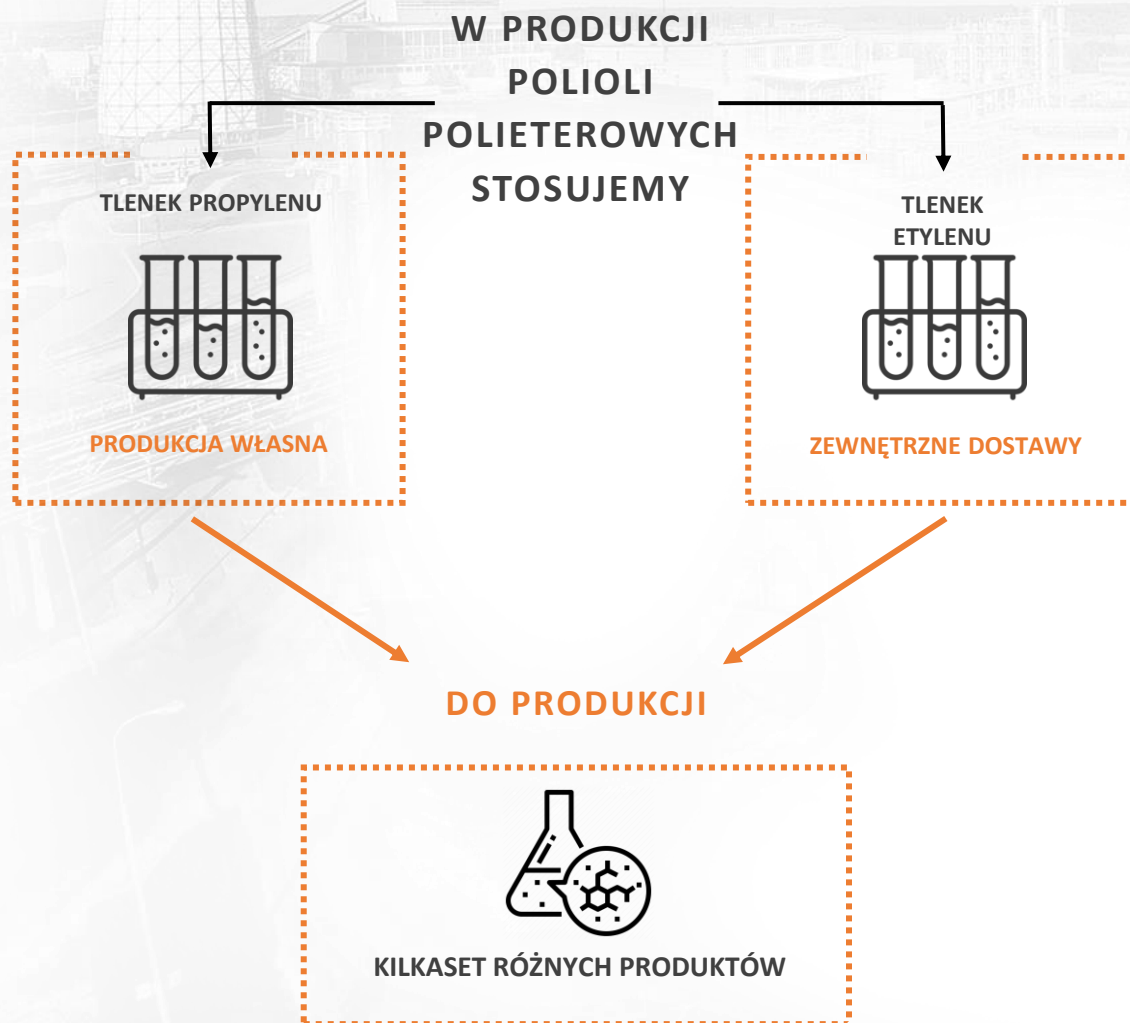 W PRODUKCJI
POLIOLI
POLIETEROWYCH
STOSUJEMY
TLENEK PROPYLENU
PRODUKCJA WŁASNA
TLENEK
ETYLENU
ZEWNĘTRZNE DOSTAWY
DO PRODUKCJI
KILKASET RÓŻNYCH PRODUKTÓW